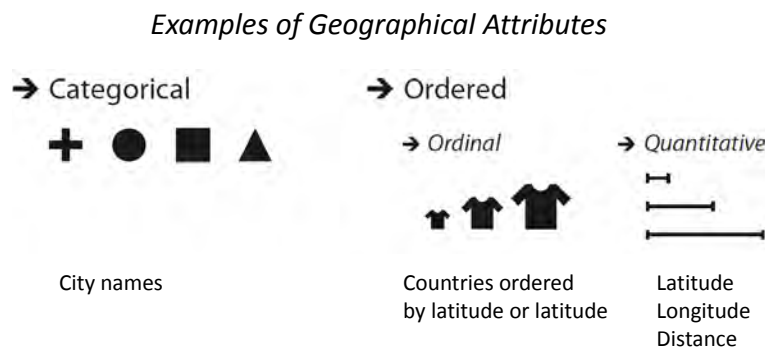 Examples of Geographical Attributes
→ Categorical
→ Ordered
→ Ordinal
→ Quantitative
City names
Countries ordered
by latitude or latitude
Latitude
Longitude
Distance